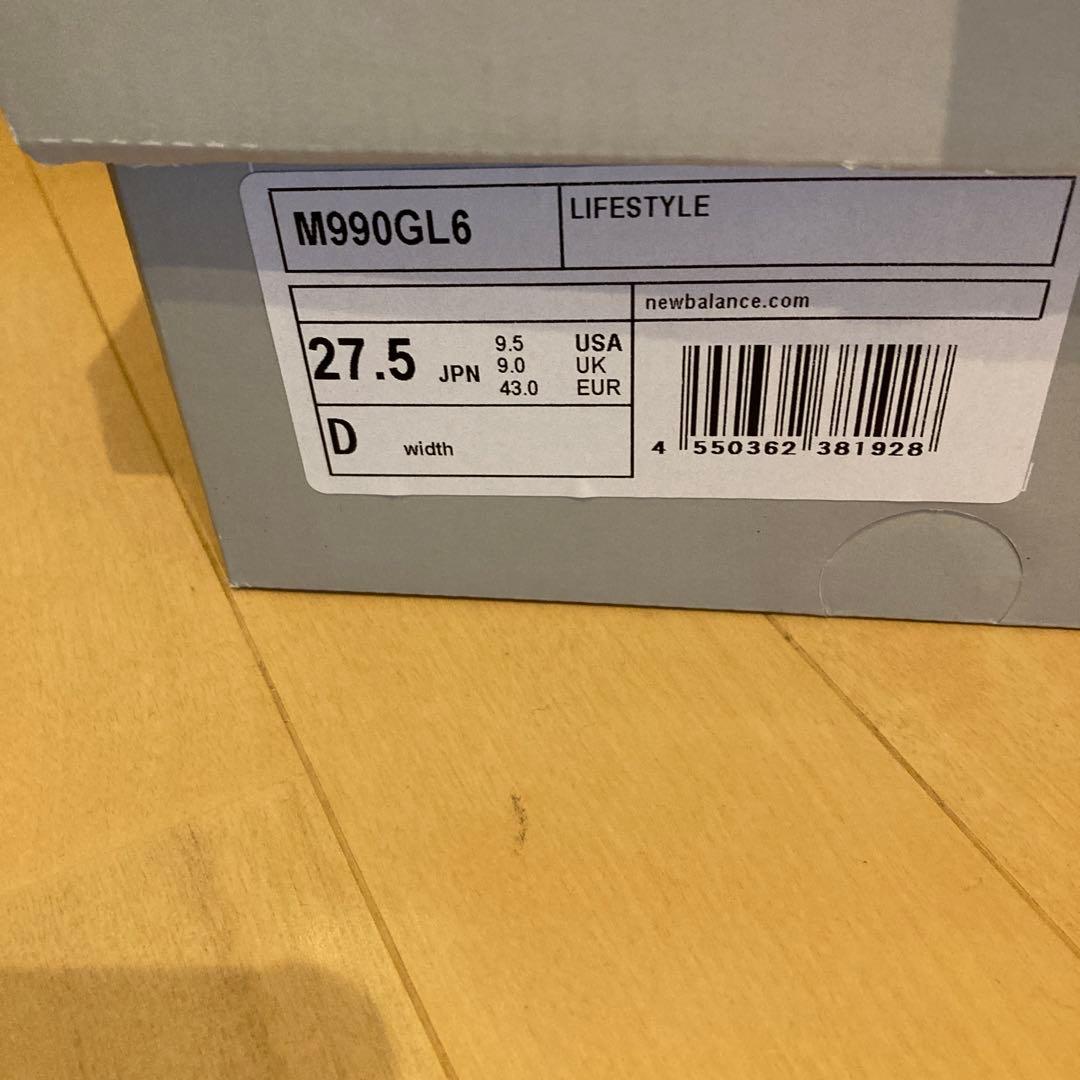 M990GL6
LIFESTYLE
newbalance.com
27.5 JPN
9.5 USA
9.0 UK
43.0 EUR
D width
4 550362 381928